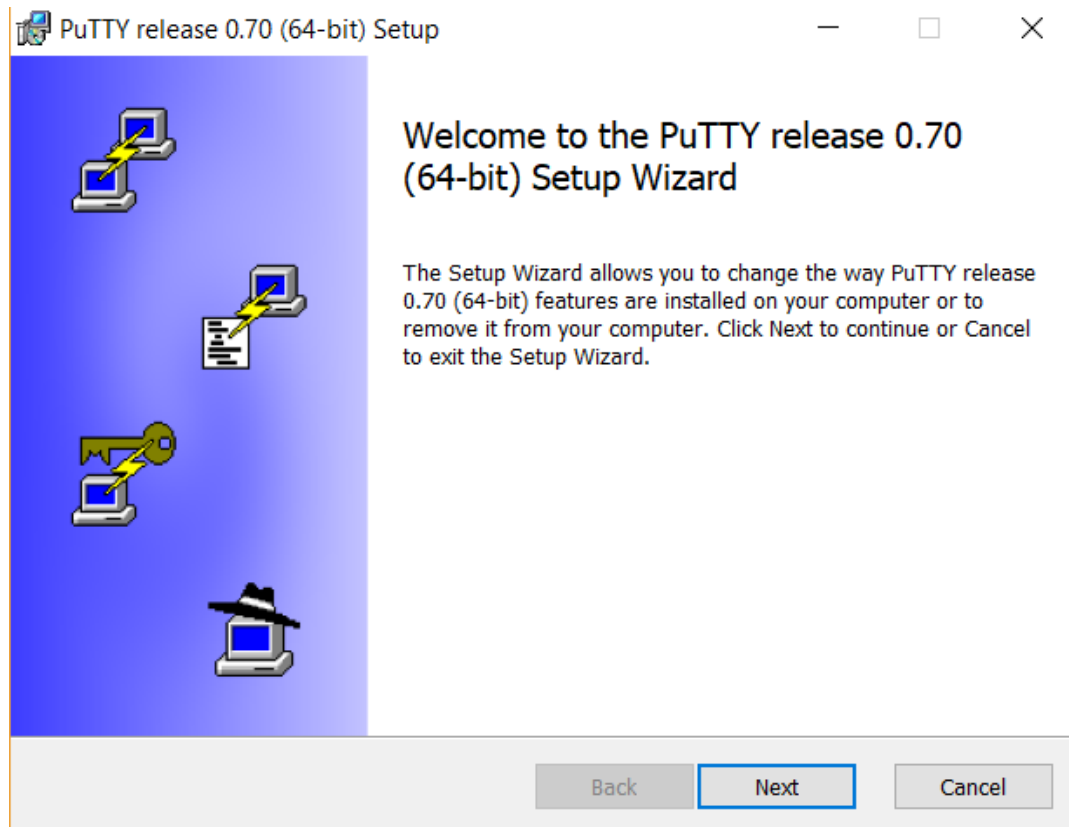 PuTTY release 0.70 (64-bit) Setup
Welcome to the PuTTY release 0.70
(64-bit) Setup Wizard
The Setup Wizard allows you to change the way PuTTY release
0.70 (64-bit) features are installed on your computer or to
remove it from your computer. Click Next to continue or Cancel
to exit the Setup Wizard.
Back Next Cancel